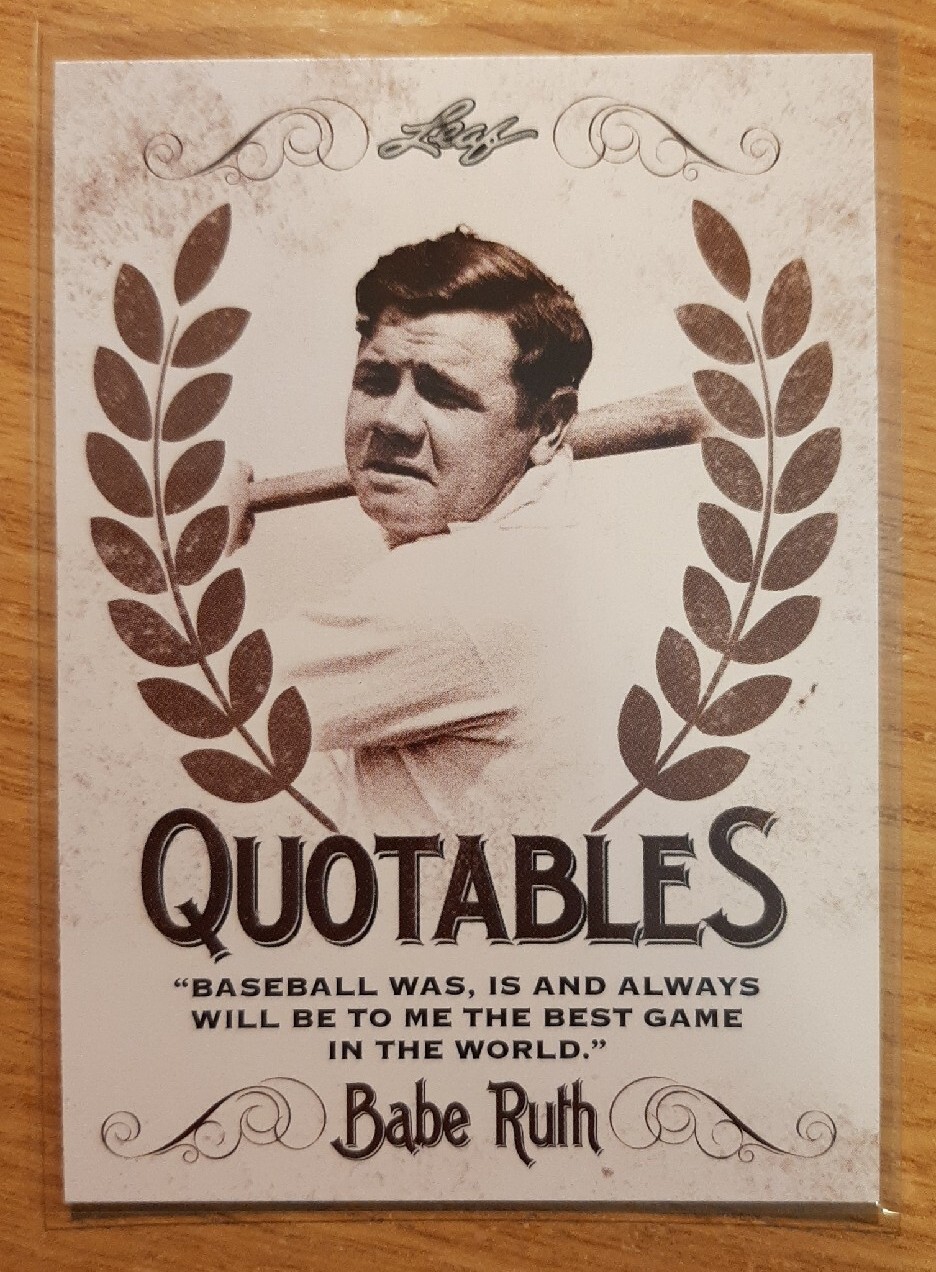 Leaf
QUOTABLES
“BASEBALL WAS, IS AND ALWAYS
WILL BE TO ME THE BEST GAME
IN THE WORLD.”
Babe Ruth